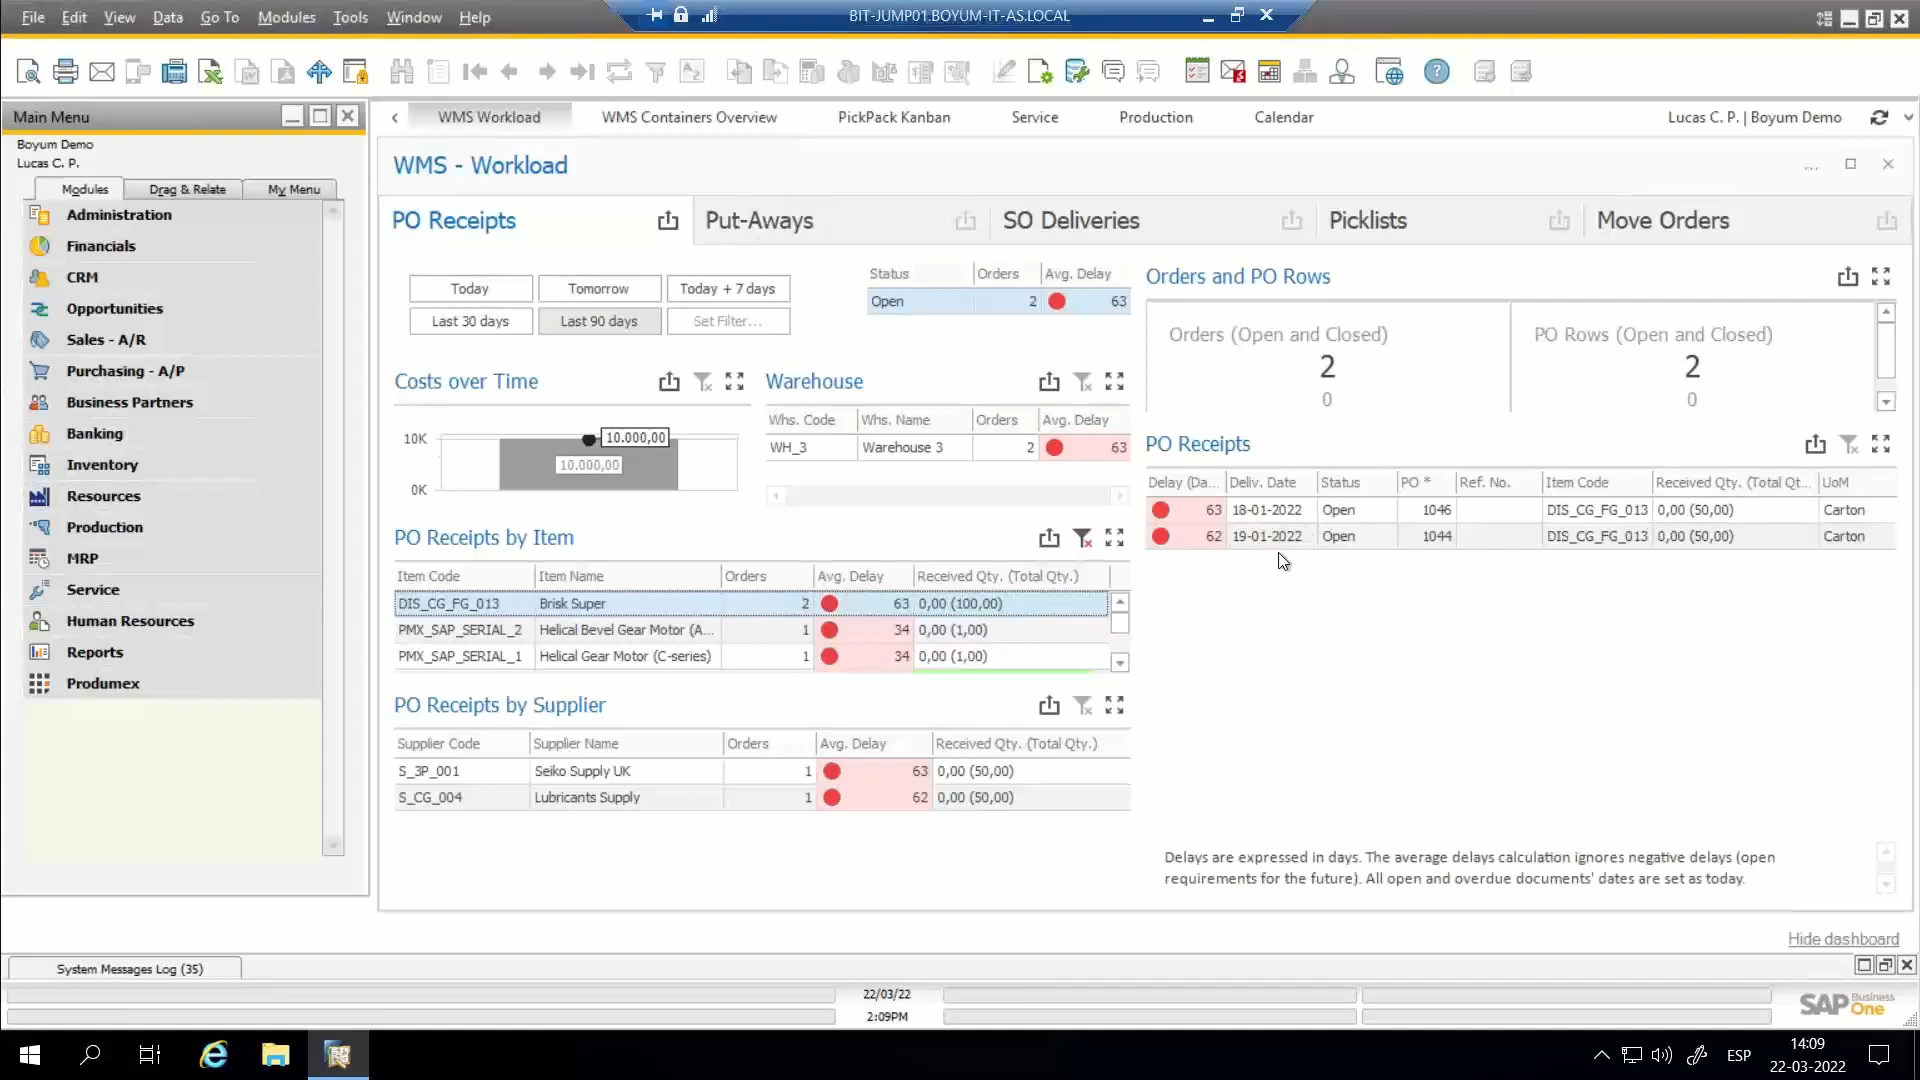 File Edit View Data Go To Modules Tools Window Help
BIT-JUMP01.BOYUM-IT-AS.LOCAL
Main Menu
Boyum Demo
Lucas C. P.
Modules Drag & Relate My Menu
Administration
Financials
CRM
Opportunities
Sales - A/R
Purchasing - A/P
Business Partners
Banking
Inventory
Resources
Production
MRP
Service
Human Resources
Reports
Produmex
WMS Workload WMS Containers Overview PickPack Kanban Service Production Calendar Lucas C. P. | Boyum Demo
WMS - Workload
PO Receipts Put-Aways SO Deliveries Picklists Move Orders
Today Tomorrow Today + 7 days
Last 30 days Last 90 days Set Filter...
Status Orders Avg. Delay
Open 2 63
Costs over Time
10K 10.000,00
10.000,00
0K
Warehouse
Whs. Code Whs. Name Orders Avg. Delay
WH_3 Warehouse 3 2 63
PO Receipts by Item
Item Code Item Name Orders Avg. Delay Received Qty. (Total Qty.)
DIS_CG_FG_013 Brisk Super 2 63 0,00 (100,00)
PMX_SAP_SERIAL_2 Helical Bevel Gear Motor (A... 1 34 0,00 (1,00)
PMX_SAP_SERIAL_1 Helical Gear Motor (C-series) 1 34 0,00 (1,00)
PO Receipts by Supplier
Supplier Code Supplier Name Orders Avg. Delay Received Qty. (Total Qty.)
S_3P_001 Seiko Supply UK 1 63 0,00 (50,00)
S_CG_004 Lubricants Supply 1 62 0,00 (50,00)
Orders and PO Rows
Orders (Open and Closed) PO Rows (Open and Closed)
2 2
0 0
PO Receipts
Delay (Da... Deliv. Date Status PO * Ref. No. Item Code Received Qty. (Total Qt... UoM
63 18-01-2022 Open 1046 DIS_CG_FG_013 0,00 (50,00) Carton
62 19-01-2022 Open 1044 DIS_CG_FG_013 0,00 (50,00) Carton
Delays are expressed in days. The average delays calculation ignores negative delays (open
requirements for the future). All open and overdue documents' dates are set as today.
Hide dashboard
System Messages Log (35)
22/03/22
2:09PM
SAP Business One
ESP
14:09
22-03-2022